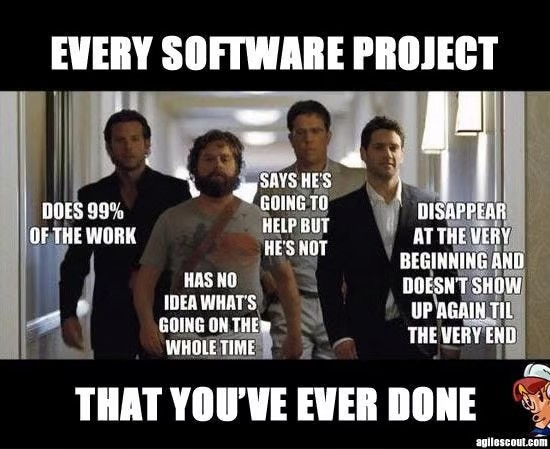 EVERY SOFTWARE PROJECT
DOES 99%
OF THE WORK
HAS NO
IDEA WHAT'S
GOING ON THE
WHOLE TIME
SAYS HE'S
GOING TO
HELP BUT
HE'S NOT
DISAPPEAR
AT THE VERY
BEGINNING AND
DOESN'T SHOW
UP AGAIN TIL
THE VERY END
THAT YOU'VE EVER DONE
agilescout.com